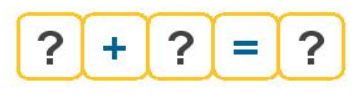 ? + ? = ?